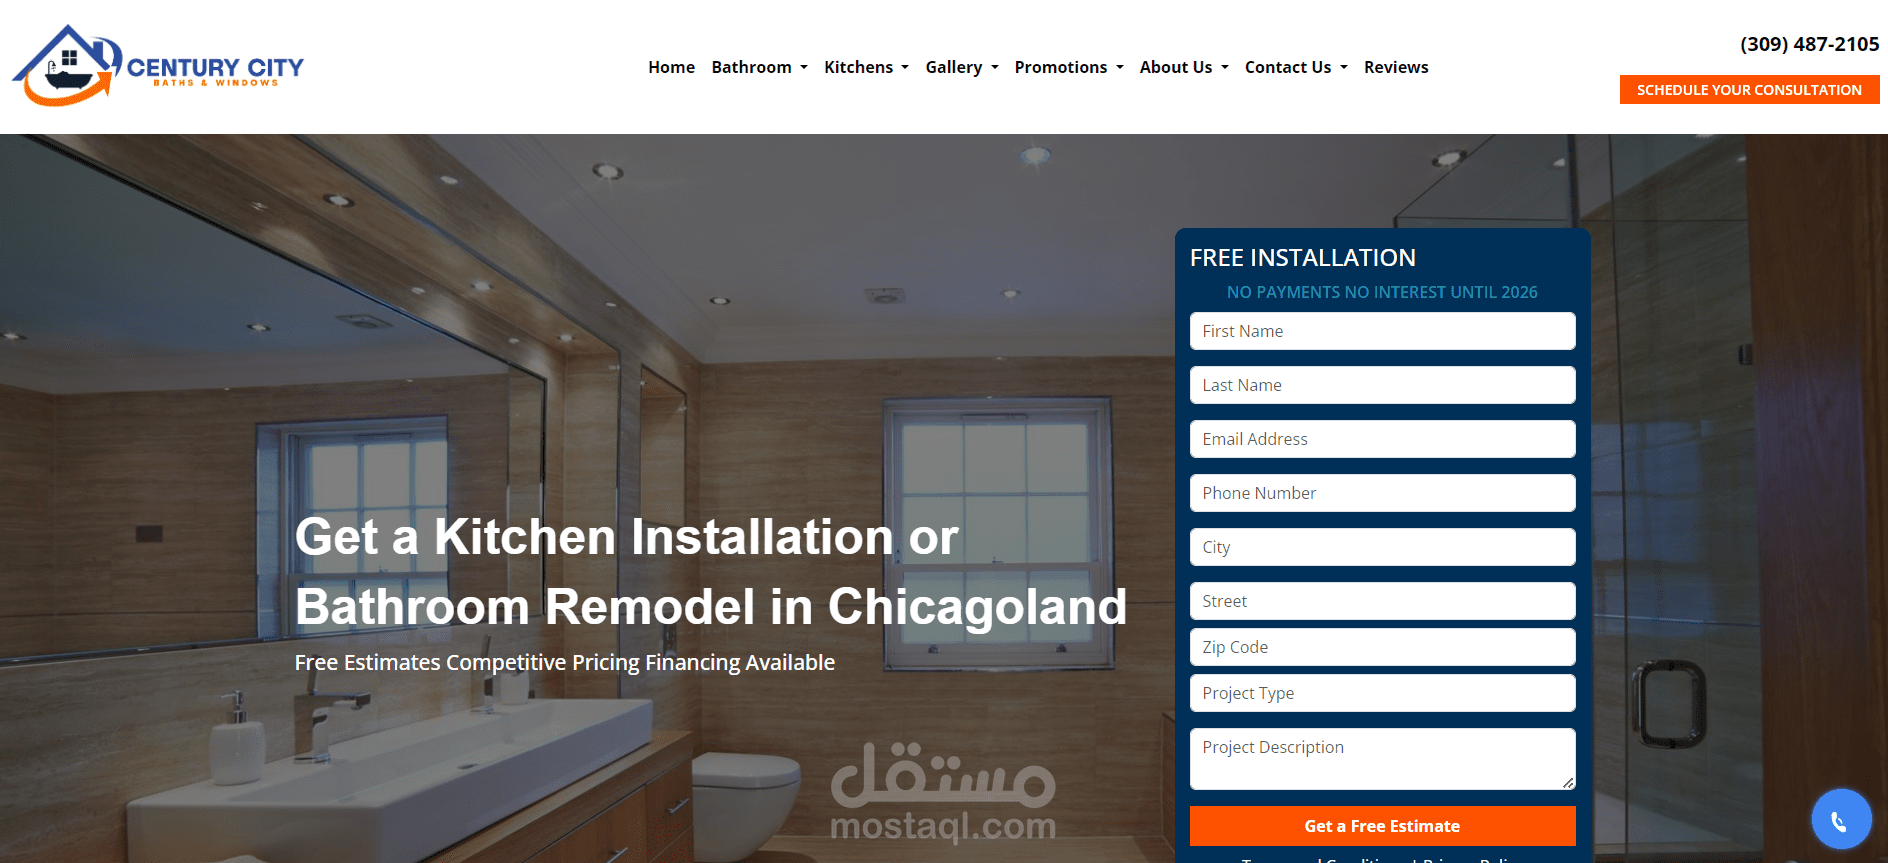 CENTURY CITY
BATHS & WINDOWS
Home Bathroom Kitchens Gallery Promotions About Us Contact Us Reviews
(309) 487-2105
SCHEDULE YOUR CONSULTATION
Get a Kitchen Installation or
Bathroom Remodel in Chicagoland
Free Estimates Competitive Pricing Financing Available
FREE INSTALLATION
NO PAYMENTS NO INTEREST UNTIL 2026
First Name
Last Name
Email Address
Phone Number
City
Street
Zip Code
Project Type
Project Description
Get a Free Estimate
مستقل
mostaql.com